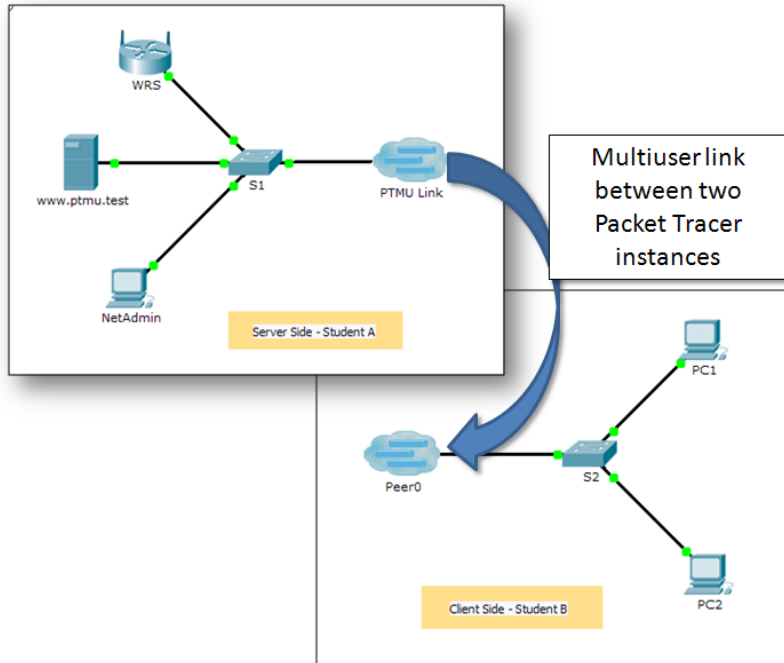 WRS
www.ptmu.test
S1
PTMU Link
NetAdmin
Server Side - Student A
Multiuser link
between two
Packet Tracer
instances
PC1
Peer0
S2
PC2
Client Side - Student B